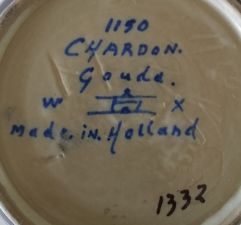 1150
CHARDON.
Gouda.
W X
made. in. Holland
1332